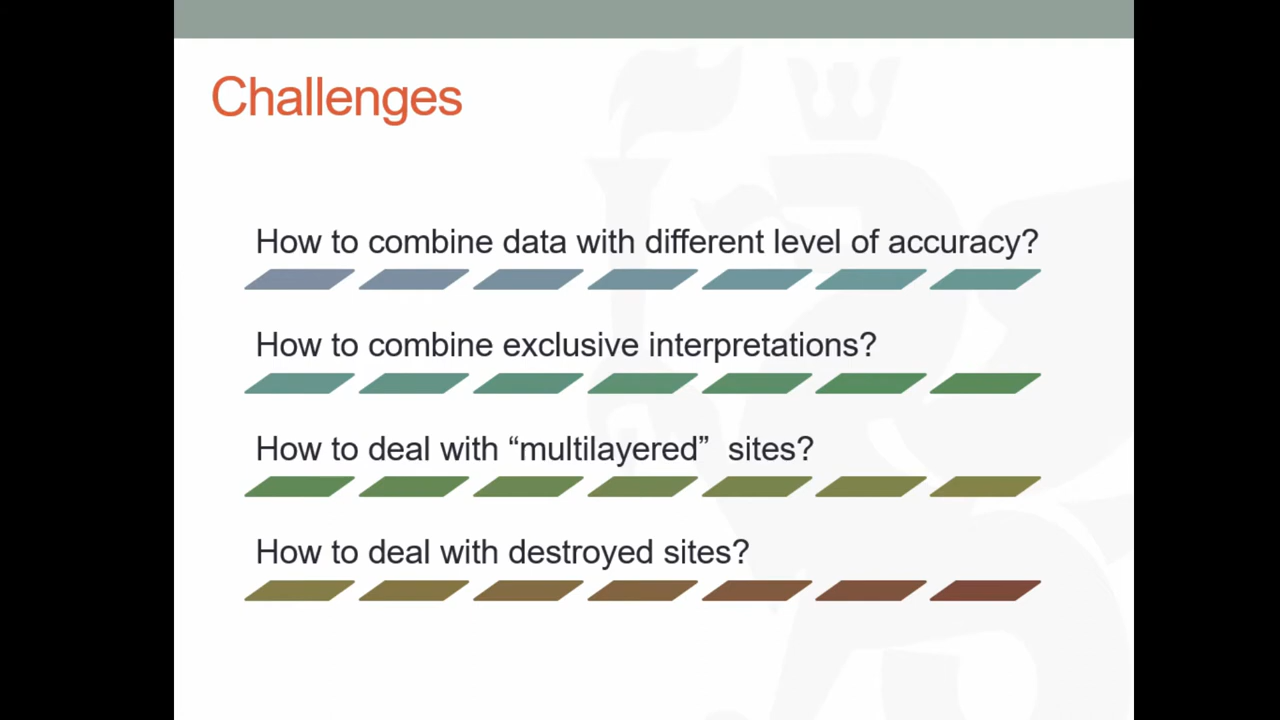 Challenges
How to combine data with different level of accuracy?
How to combine exclusive interpretations?
How to deal with “multilayered”  sites?
How to deal with destroyed sites?